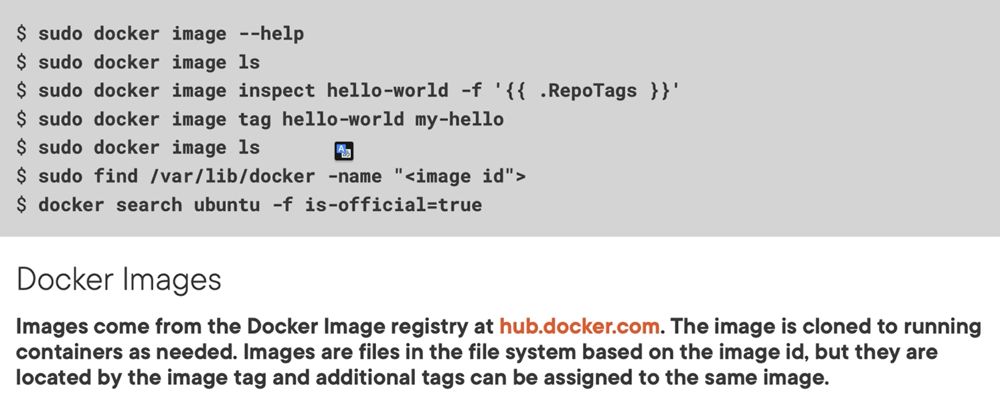 $ sudo docker image --help
$ sudo docker image ls
$ sudo docker image inspect hello-world -f '{{ .RepoTags }}'
$ sudo docker image tag hello-world my-hello
$ sudo docker image ls
$ sudo find /var/lib/docker -name "<image id">
$ docker search ubuntu -f is-official=true
Docker Images
Images come from the Docker Image registry at hub.docker.com. The image is cloned to running
containers as needed. Images are files in the file system based on the image id, but they are
located by the image tag and additional tags can be assigned to the same image.